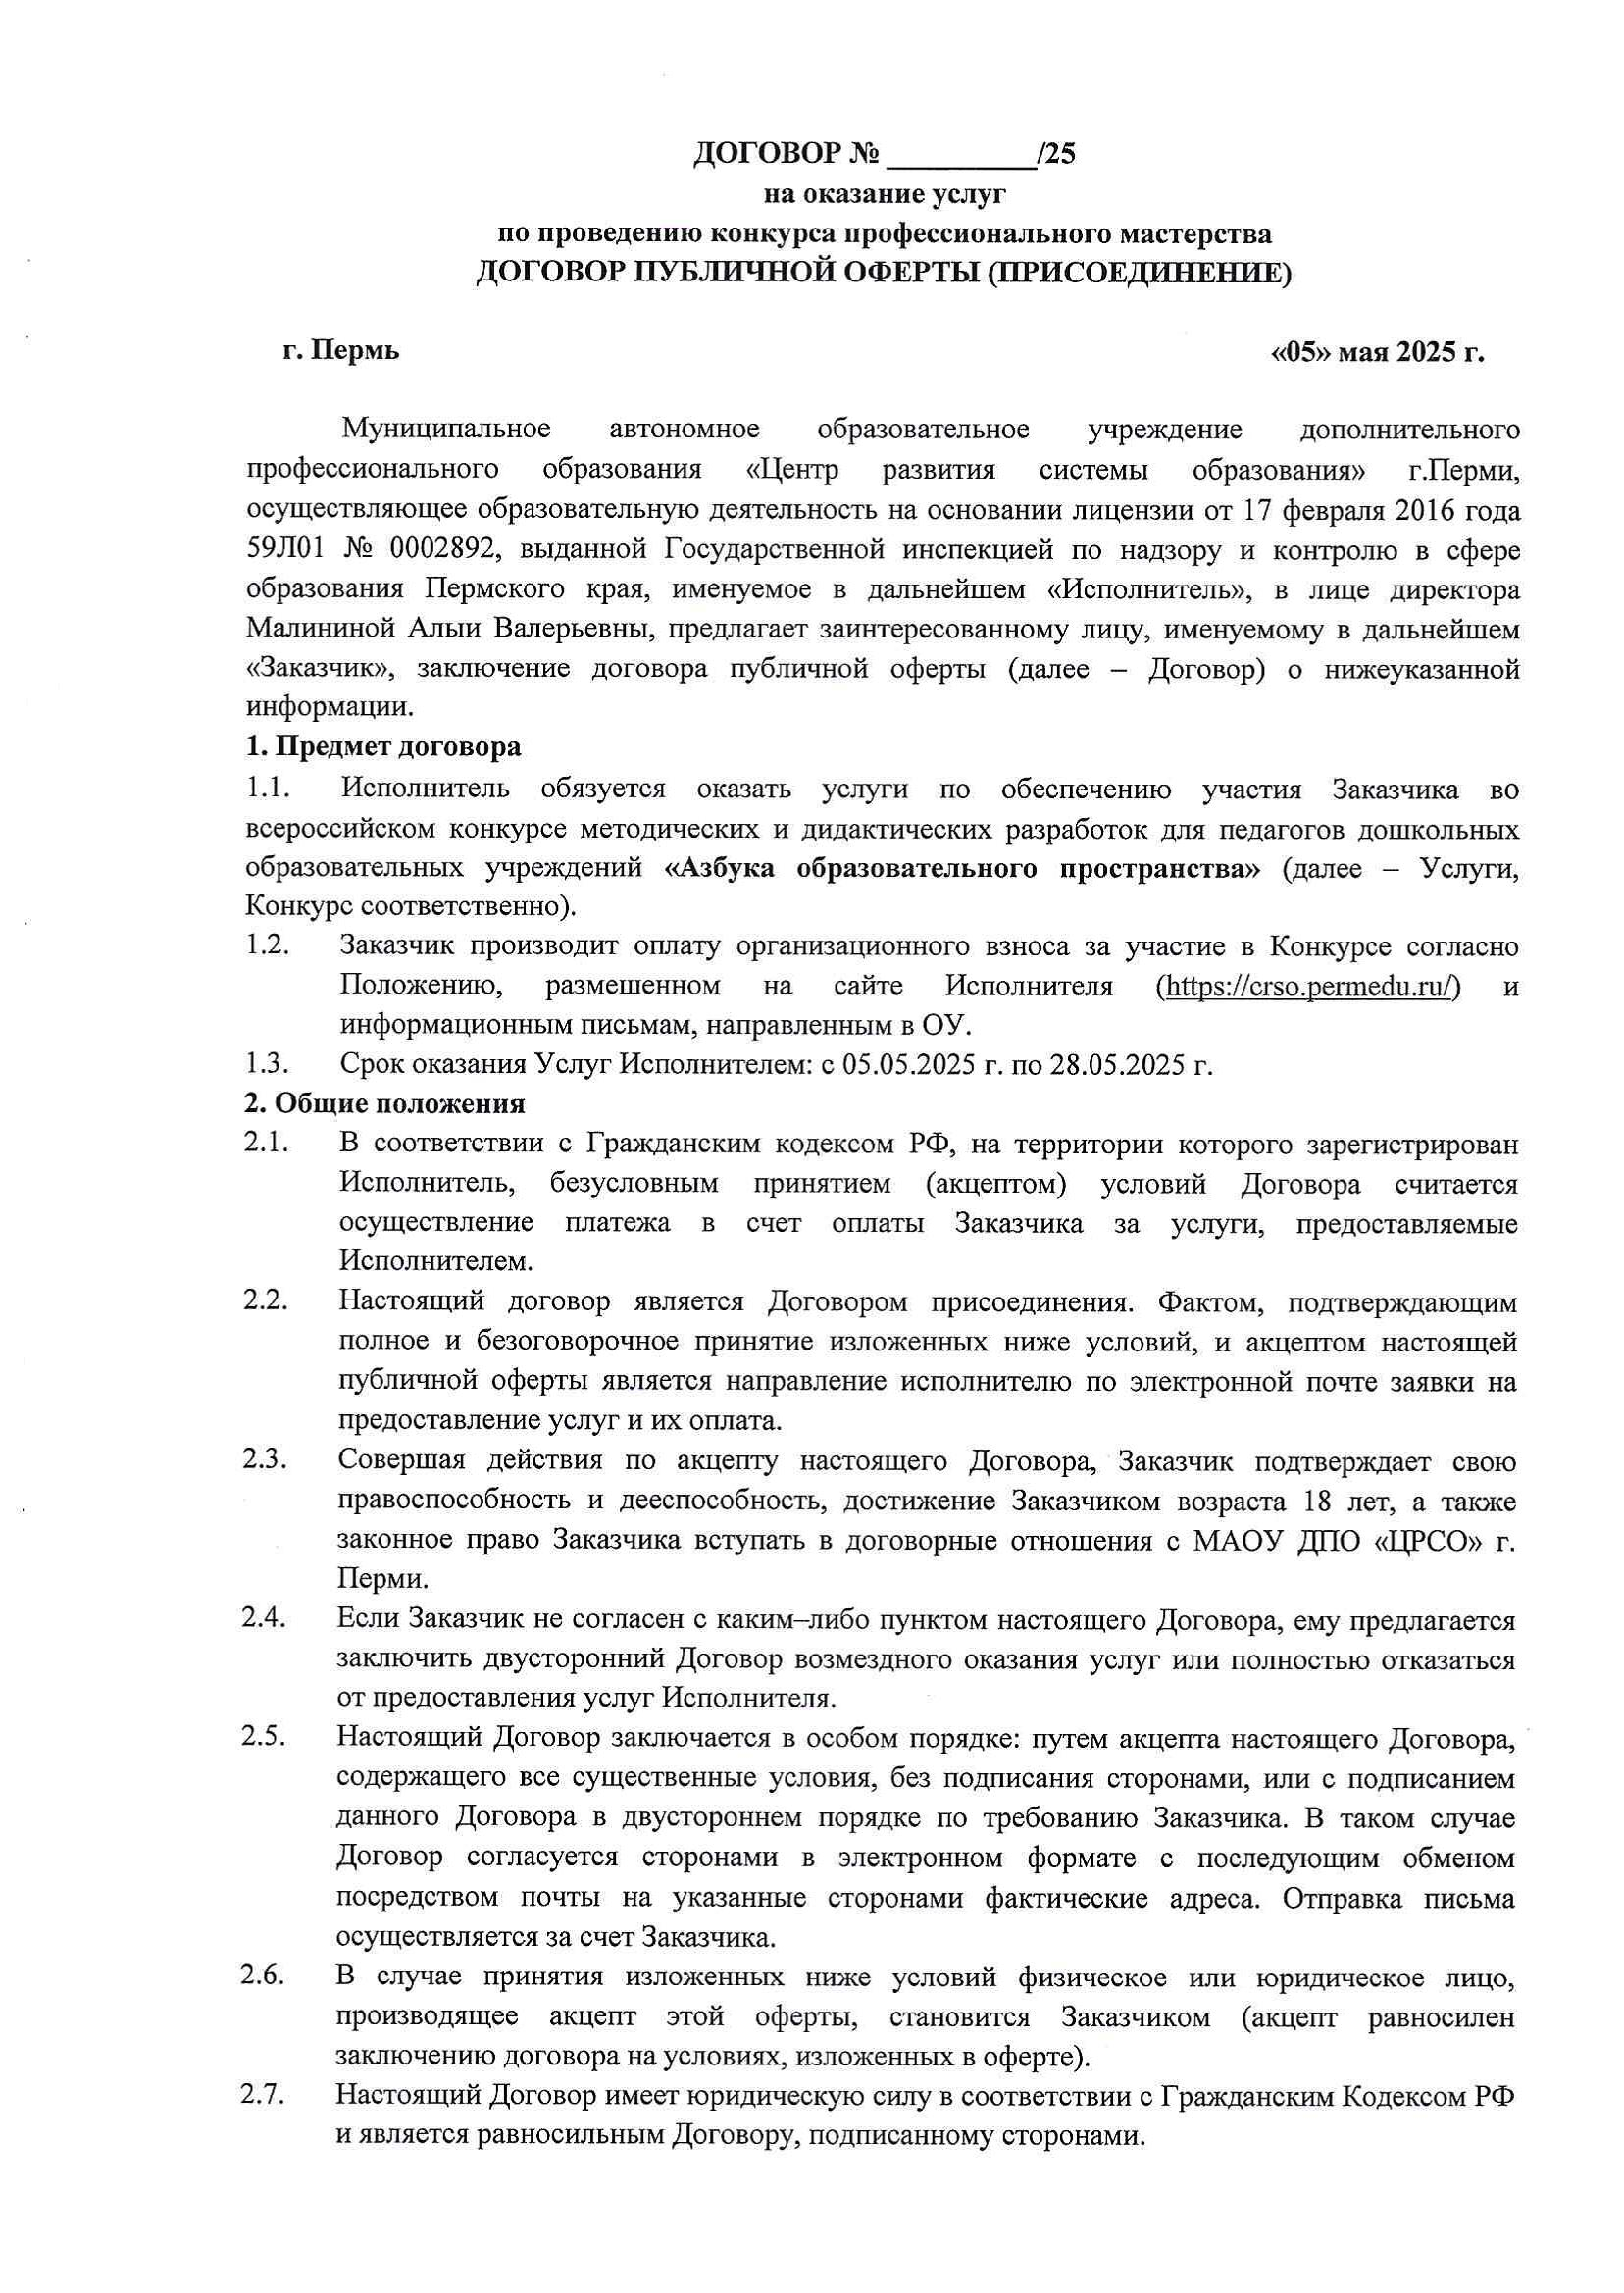 ДОГОВОР № __________/25
на оказание услуг
по проведению конкурса профессионального мастерства
ДОГОВОР ПУБЛИЧНОЙ ОФЕРТЫ (ПРИСОЕДИНЕНИЕ)
г. Пермь «05» мая 2025 г.
Муниципальное автономное образовательное учреждение дополнительного
профессионального образования «Центр развития системы образования» г.Перми,
осуществляющее образовательную деятельность на основании лицензии от 17 февраля 2016 года
59Л01 № 0002892, выданной Государственной инспекцией по надзору и контролю в сфере
образования Пермского края, именуемое в дальнейшем «Исполнитель», в лице директора
Малининой Алыи Валерьевны, предлагает заинтересованному лицу, именуемому в дальнейшем
«Заказчик», заключение договора публичной оферты (далее – Договор) о нижеуказанной
информации.
1. Предмет договора
1.1. Исполнитель обязуется оказать услуги по обеспечению участия Заказчика во
всероссийском конкурсе методических и дидактических разработок для педагогов дошкольных
образовательных учреждений «Азбука образовательного пространства» (далее – Услуги,
Конкурс соответственно).
1.2. Заказчик производит оплату организационного взноса за участие в Конкурсе согласно
Положению, размешенном на сайте Исполнителя (https://crso.permedu.ru/) и
информационным письмам, направленным в ОУ.
1.3. Срок оказания Услуг Исполнителем: с 05.05.2025 г. по 28.05.2025 г.
2. Общие положения
2.1. В соответствии с Гражданским кодексом РФ, на территории которого зарегистрирован
Исполнитель, безусловным принятием (акцептом) условий Договора считается
осуществление платежа в счет оплаты Заказчика за услуги, предоставляемые
Исполнителем.
2.2. Настоящий договор является Договором присоединения. Фактом, подтверждающим
полное и безоговорочное принятие изложенных ниже условий, и акцептом настоящей
публичной оферты является направление исполнителю по электронной почте заявки на
предоставление услуг и их оплата.
2.3. Совершая действия по акцепту настоящего Договора, Заказчик подтверждает свою
правоспособность и дееспособность, достижение Заказчиком возраста 18 лет, а также
законное право Заказчика вступать в договорные отношения с МАОУ ДПО «ЦРСО» г.
Перми.
2.4. Если Заказчик не согласен с каким–либо пунктом настоящего Договора, ему предлагается
заключить двусторонний Договор возмездного оказания услуг или полностью отказаться
от предоставления услуг Исполнителя.
2.5. Настоящий Договор заключается в особом порядке: путем акцепта настоящего Договора,
содержащего все существенные условия, без подписания сторонами, или с подписанием
данного Договора в двустороннем порядке по требованию Заказчика. В таком случае
Договор согласуется сторонами в электронном формате с последующим обменом
посредством почты на указанные сторонами фактические адреса. Отправка письма
осуществляется за счет Заказчика.
2.6. В случае принятия изложенных ниже условий физическое или юридическое лицо,
производящее акцепт этой оферты, становится Заказчиком (акцепт равносилен
заключению договора на условиях, изложенных в оферте).
2.7. Настоящий Договор имеет юридическую силу в соответствии с Гражданским Кодексом РФ
и является равносильным Договору, подписанному сторонами.